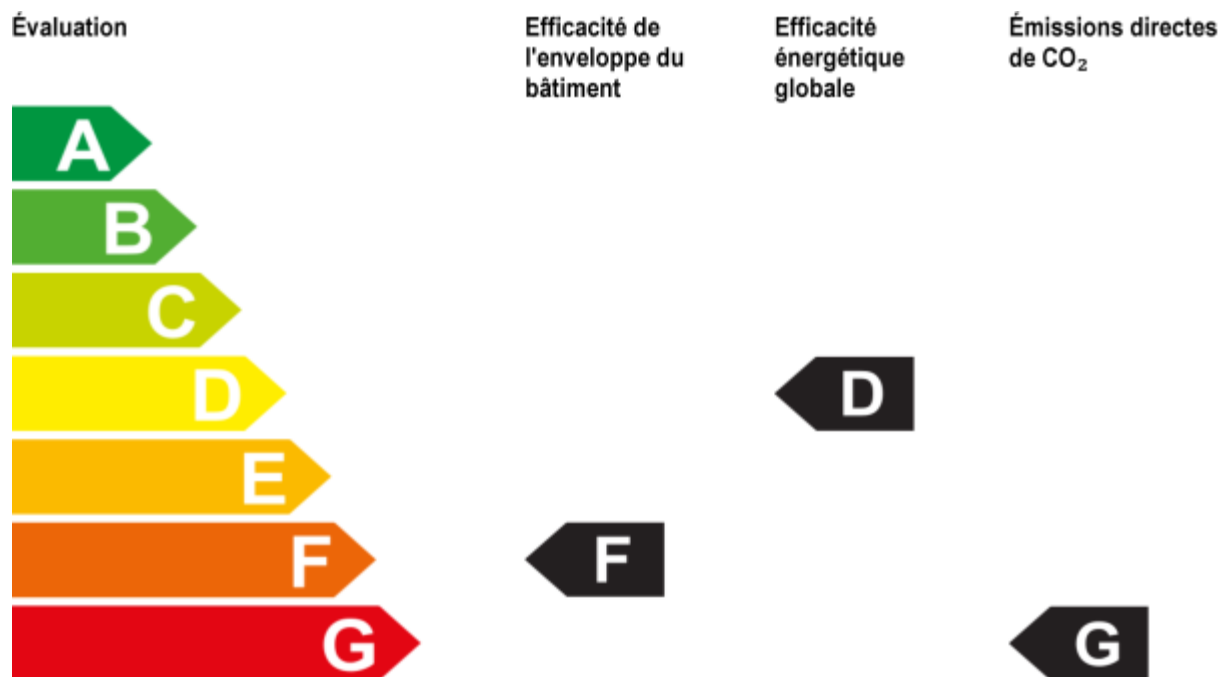 Évaluation
Efficacité de
l'enveloppe du
bâtiment
Efficacité
énergétique
globale
Émissions directes
de CO₂
A
B
C
D
D
E
F
F
G
G